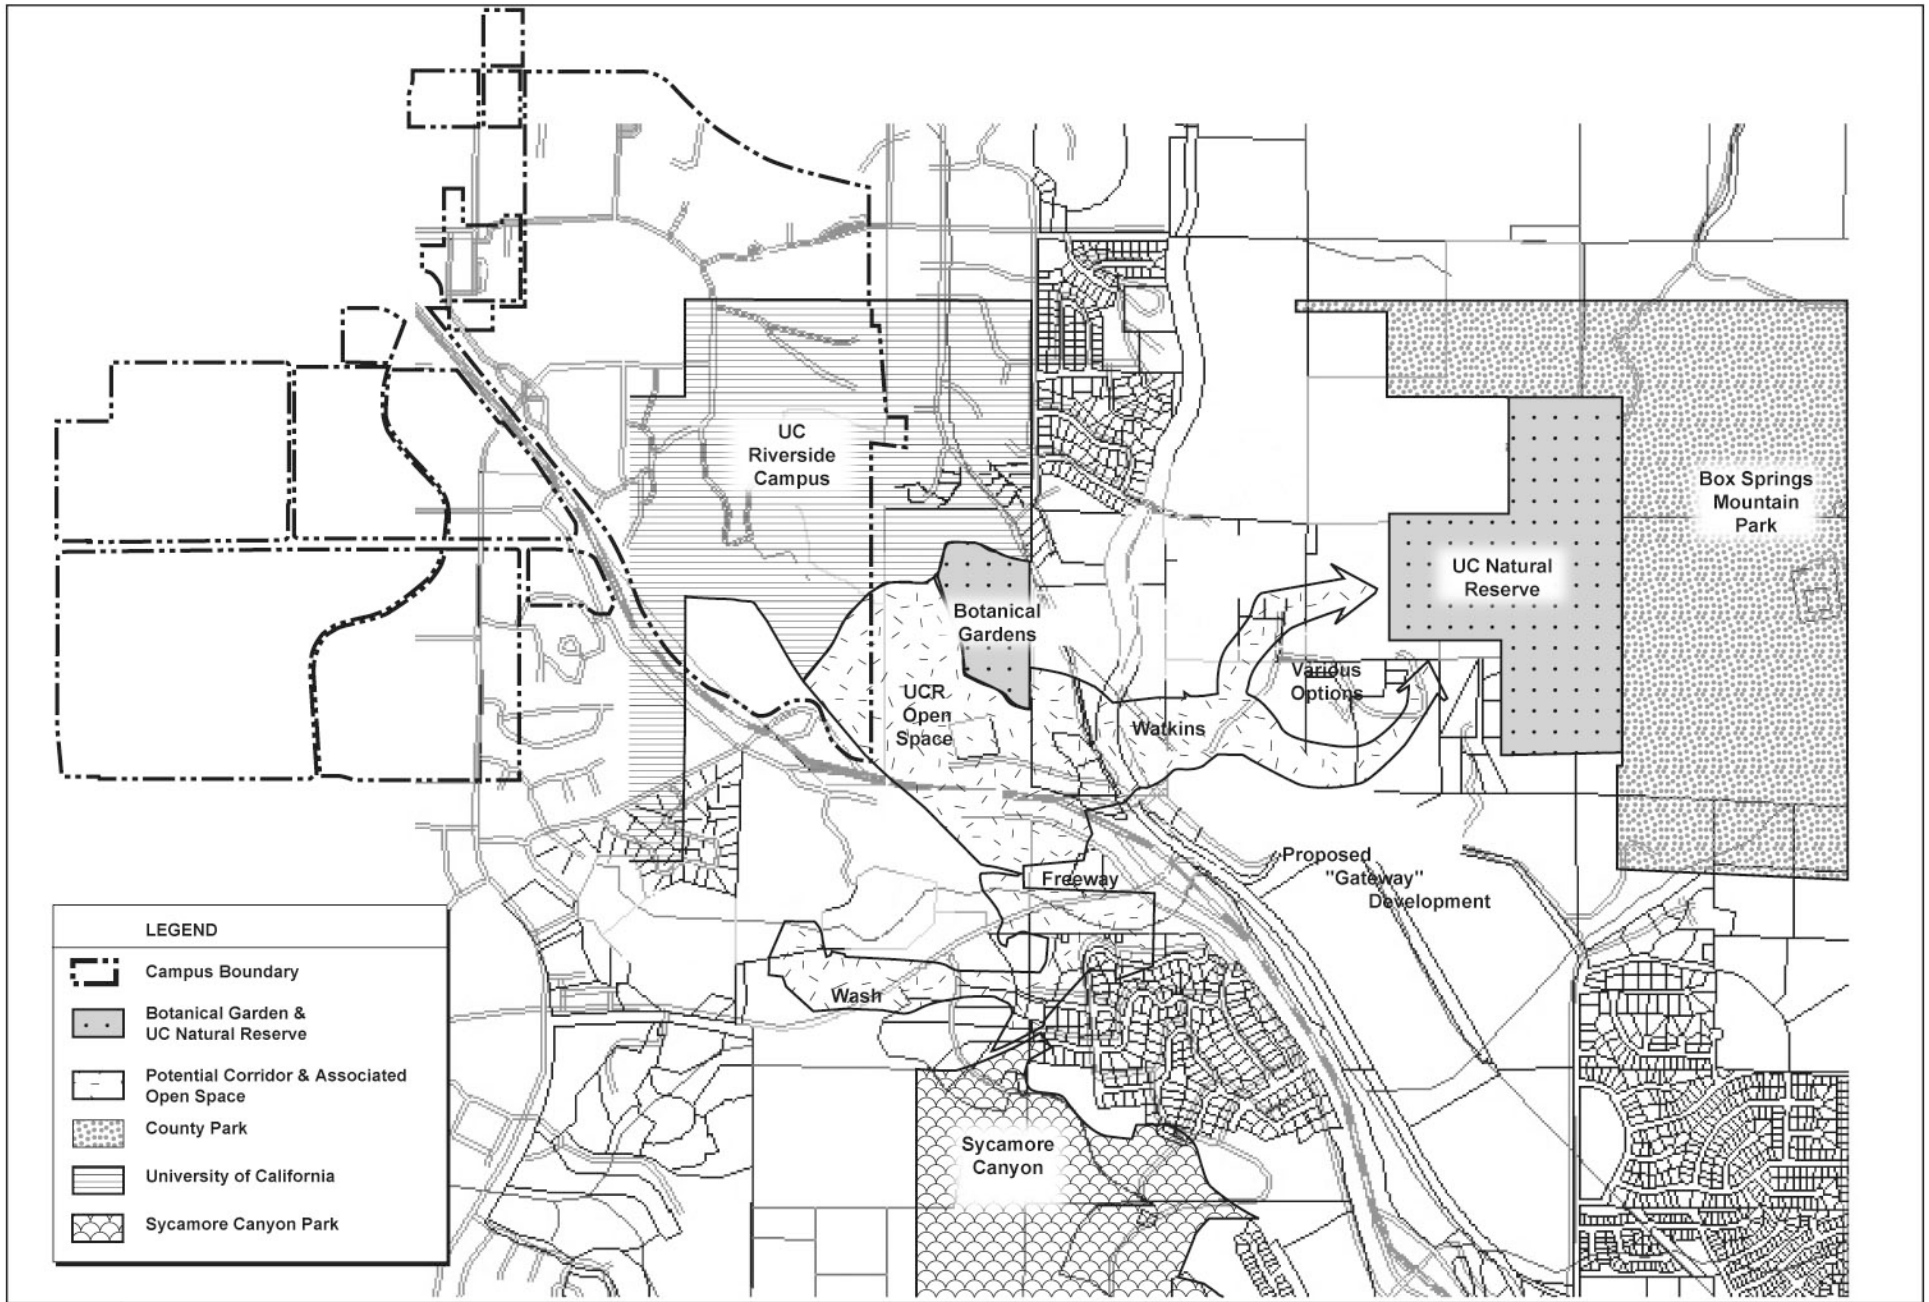 UC
Riverside
Campus
Box Springs
Mountain
Park
UC Natural
Reserve
Botanical
Gardens
Various
Options
UCR
Open
Space
Watkins
Proposed
"Gateway"
Development
Freeway
Wash
Sycamore
Canyon
LEGEND
Campus Boundary
Botanical Garden &
UC Natural Reserve
Potential Corridor & Associated
Open Space
County Park
University of California
Sycamore Canyon Park